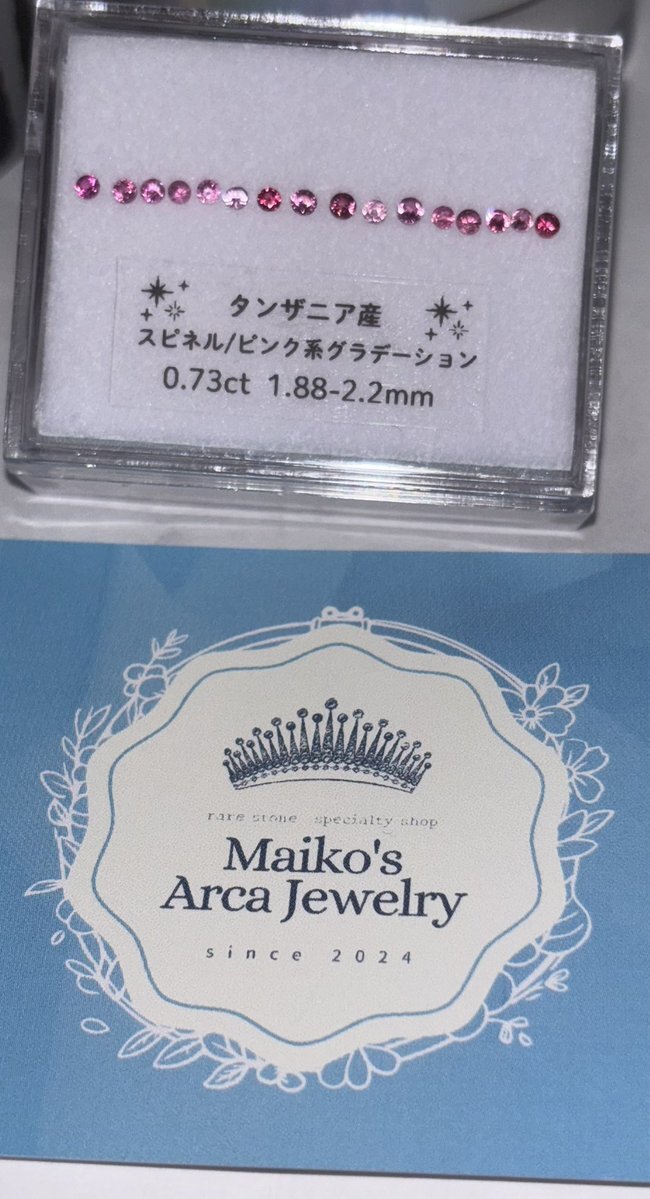 タンザニア産
スピネル/ピンク系グラデーション
0.73ct 1.88-2.2mm
rare stone specialty shop
Maiko's
Arca Jewelry
since 2024